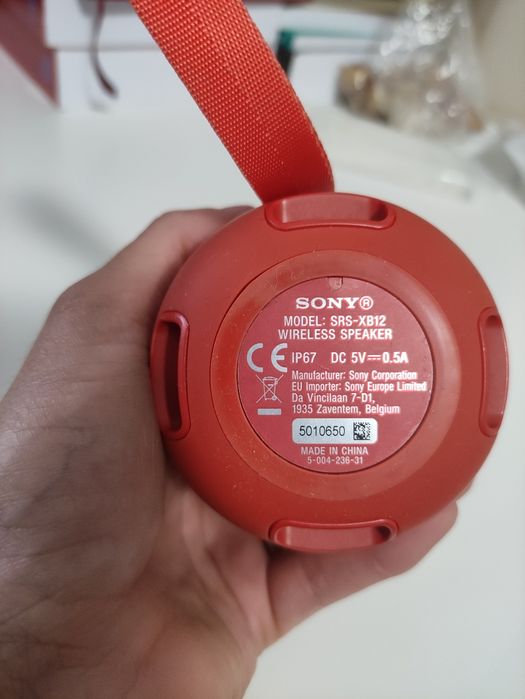 SONY®
MODEL: SRS-XB12
WIRELESS SPEAKER
CE IP67 DC 5V⎓0.5A
Manufacturer: Sony Corporation
EU Importer: Sony Europe Limited
Da Vincilaan 7-D1,
1935 Zaventem, Belgium
5010650
MADE IN CHINA
5-004-236-31